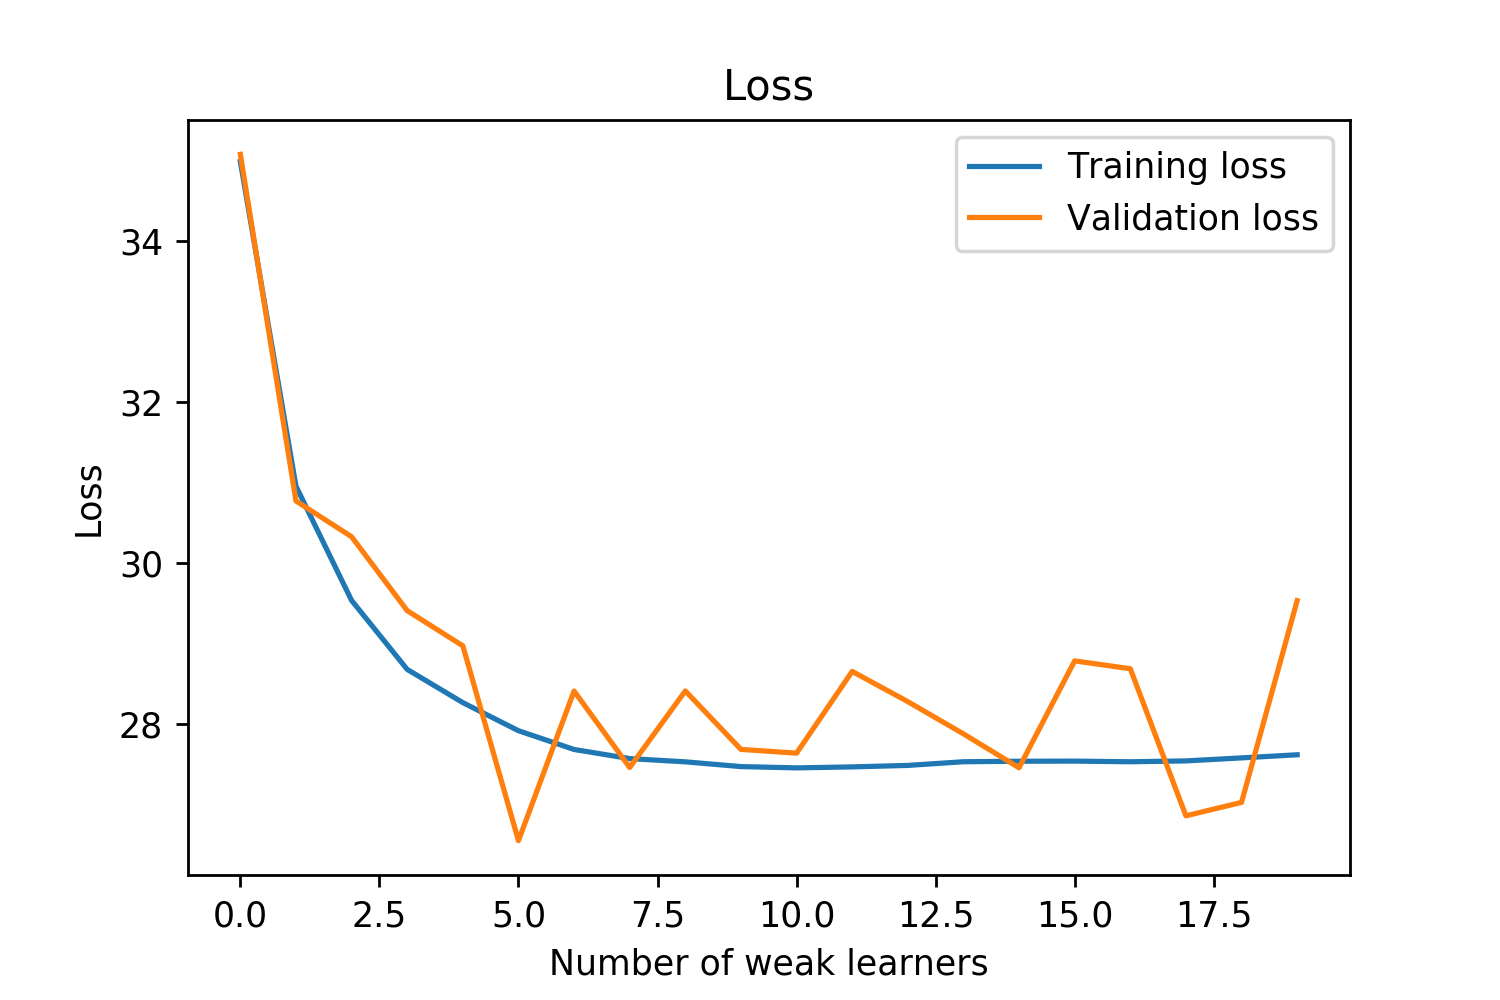 Loss
Training loss
Validation loss
34
32
30
28
Loss
0.0 2.5 5.0 7.5 10.0 12.5 15.0 17.5
Number of weak learners